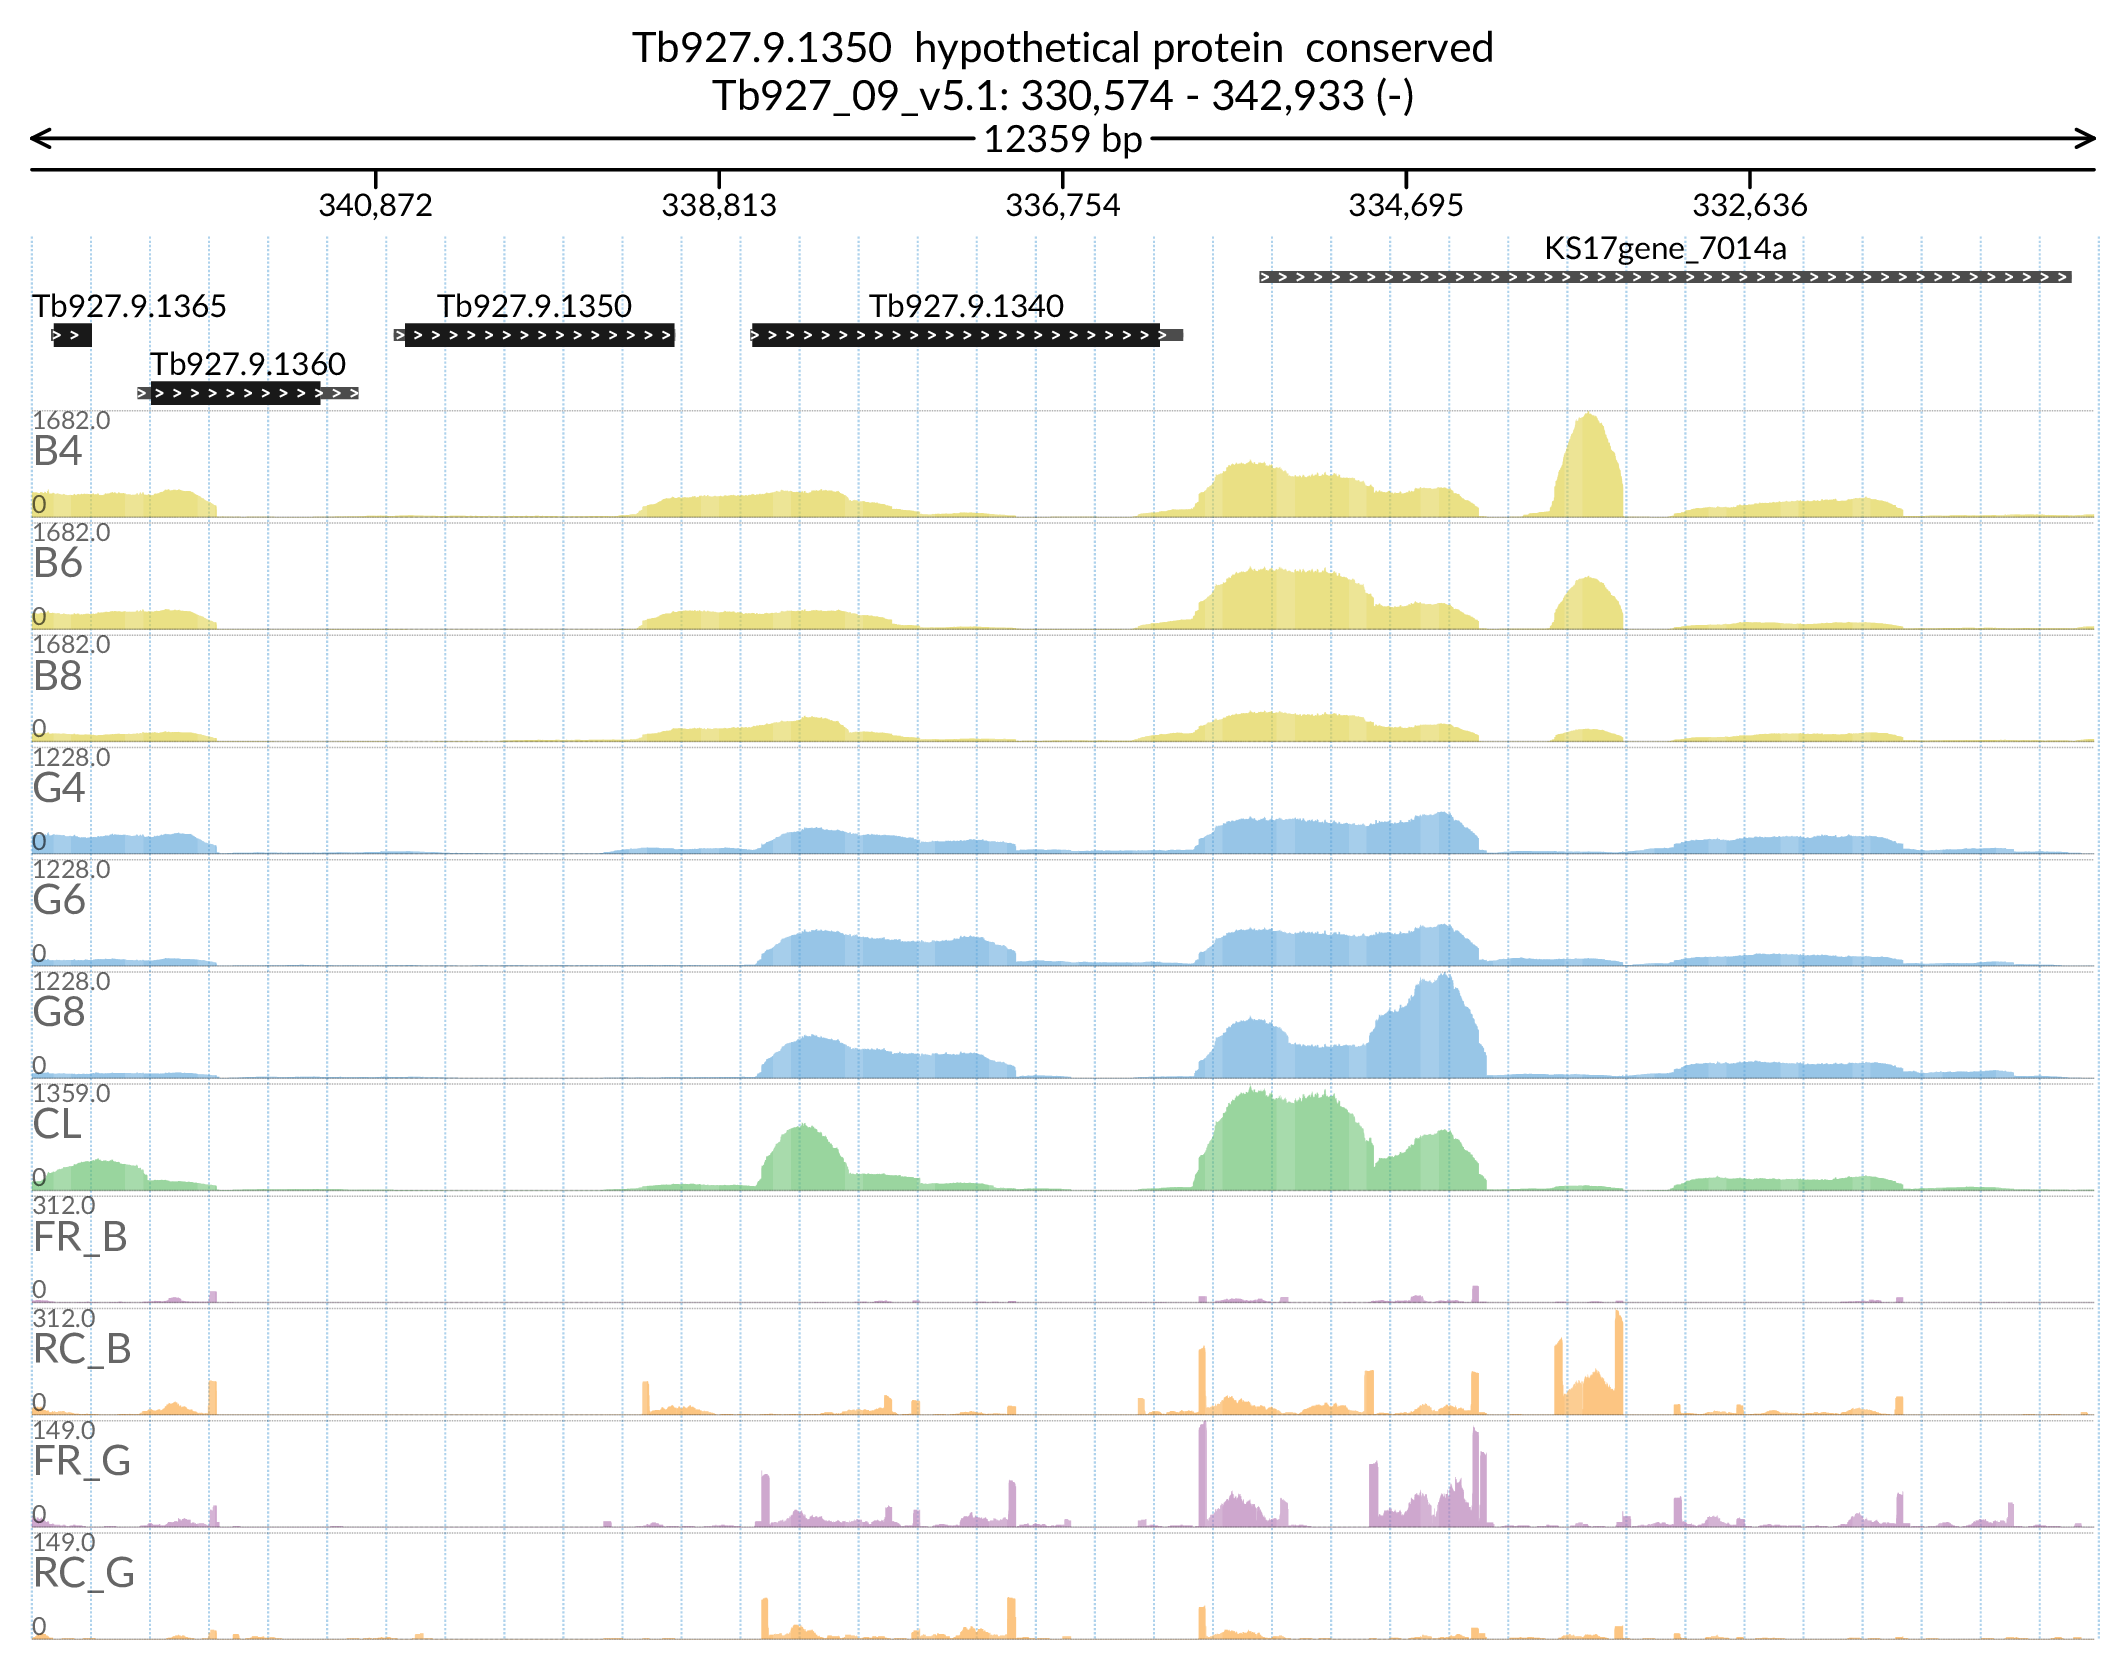 Tb927.9.1350 hypothetical protein conserved
Tb927_09_v5.1: 330,574 - 342,933 (-)
12359 bp
340,872 338,813 336,754 334,695 332,636
KS17gene_7014a
Tb927.9.1365 Tb927.9.1350 Tb927.9.1340
Tb927.9.1360
1682.0
B4
0
1682.0
B6
0
1682.0
B8
0
1228.0
G4
0
1228.0
G6
0
1228.0
G8
0
1359.0
CL
0
312.0
FR_B
0
312.0
RC_B
0
149.0
FR_G
0
149.0
RC_G
0